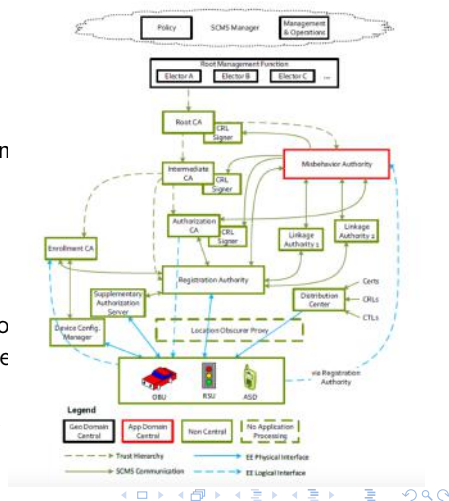 Policy
SCMS Manager
Management
& Operations
Root Management Function
Elector A
Elector B
Elector C
...
Root CA
CRL
Signer
Misbehavior Authority
Intermediate
CA
CRL
Signer
Authorization
CA
CRL
Signer
Linkage
Authority 1
Linkage
Authority 2
Enrollment CA
Registration Authority
Supplementary
Authorization
Server
Distribution
Center
Certs
CRLs
CTLs
Device Config.
Manager
Location Obscurer Proxy
via Registration
Authority
OBU
RSU
ASD
Legend
Geo Domain
Central
App-Domain
Central
Non Central
No Application
Processing
Trust Hierarchy
EE Physical Interface
SCMS Communication
EE Logical Interface